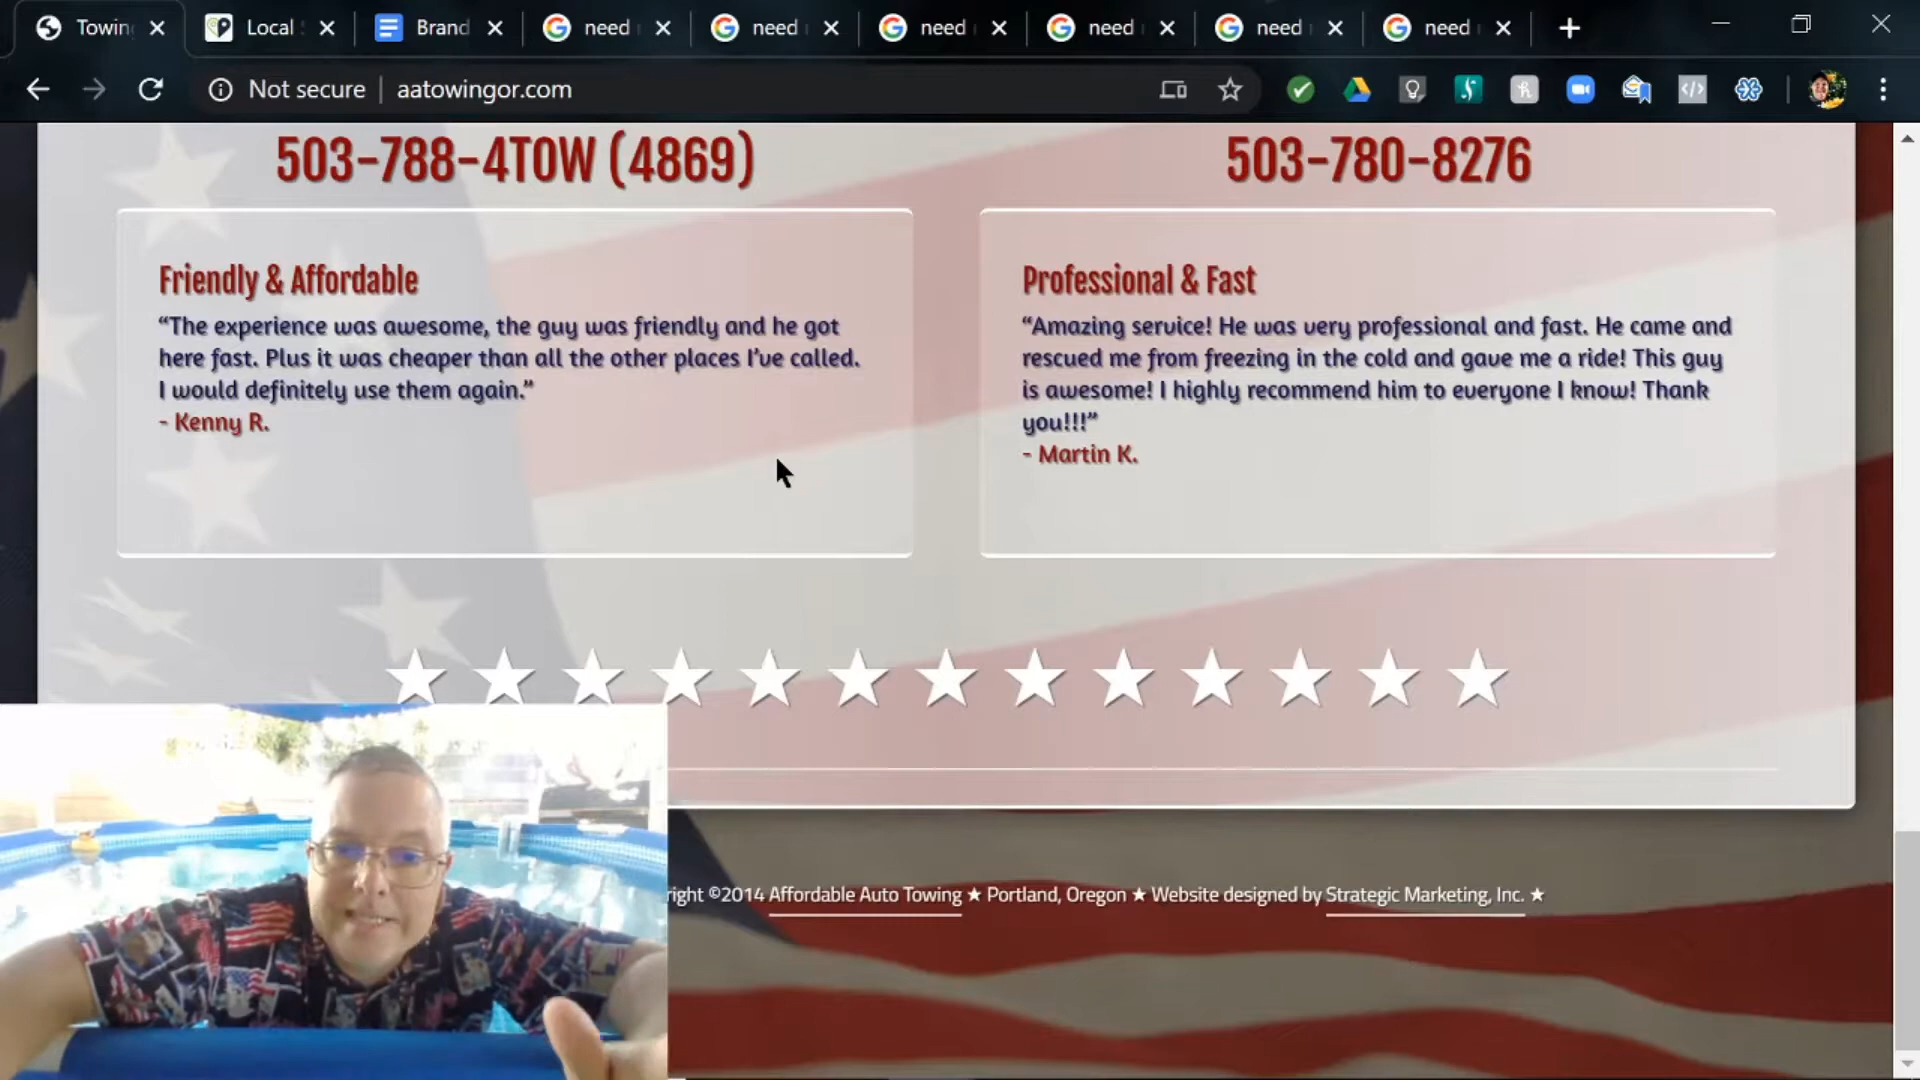 Towin
Local
Brand
need
need
need
need
need
need
Not secure
aatowingor.com
503-788-4TOW (4869)
503-780-8276
Friendly & Affordable
“The experience was awesome, the guy was friendly and he got
here fast. Plus it was cheaper than all the other places I’ve called.
I would definitely use them again.”
- Kenny R.
Professional & Fast
“Amazing service! He was very professional and fast. He came and
rescued me from freezing in the cold and gave me a ride! This guy
is awesome! I highly recommend him to everyone I know! Thank
you!!!”
- Martin K.
right ©2014 Affordable Auto Towing ★ Portland, Oregon ★ Website designed by Strategic Marketing, Inc. ★